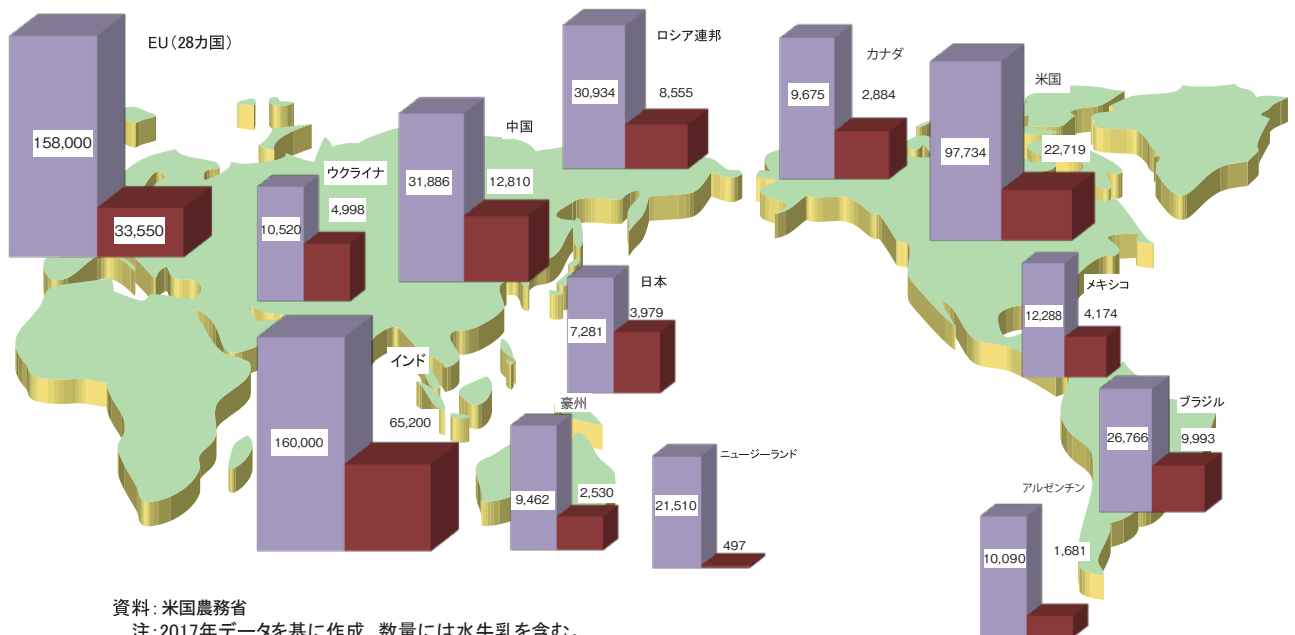 EU(28カ国)
158,000
33,550
ウクライナ
10,520
4,998
中国
31,886
12,810
ロシア連邦
30,934
8,555
カナダ
9,675
2,884
米国
97,734
22,719
日本
7,281
3,979
メキシコ
12,288
4,174
インド
160,000
65,200
豪州
9,462
2,530
ニュージーランド
21,510
497
ブラジル
26,766
9,993
アルゼンチン
10,090
1,681
資料：米国農務省
注：2017年データを基に作成。数量には水牛乳を含む。